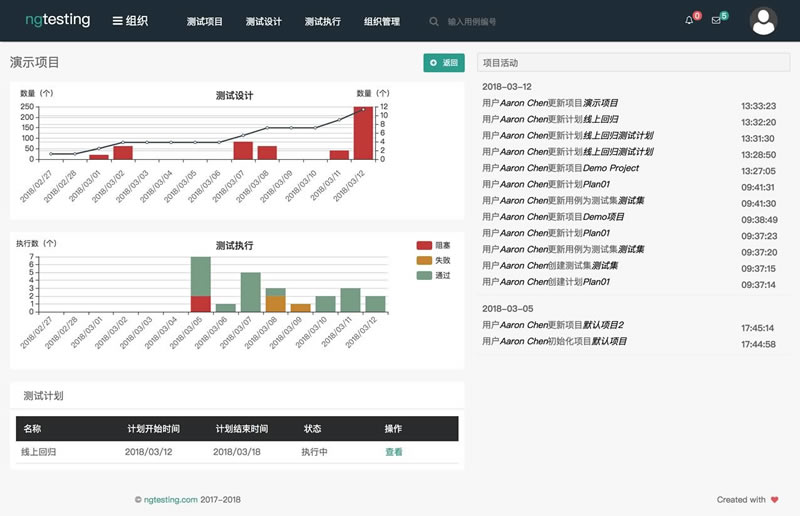 ngtesting 组织 测试项目 测试设计 测试执行 组织管理 输入用例编号 0 5
演示项目 返回
数量（个） 测试设计 数量（个）
250 12
200 10
8
150
6
100
4
50 2
0 0
2018/02/27 2018/02/28 2018/03/01 2018/03/02 2018/03/03 2018/03/04 2018/03/05 2018/03/06 2018/03/07 2018/03/08 2018/03/09 2018/03/10 2018/03/11 2018/03/12
执行数（个） 测试执行 阻塞
失败
通过
7
6
5
4
3
2
1
0
2018/02/27 2018/02/28 2018/03/01 2018/03/02 2018/03/03 2018/03/04 2018/03/05 2018/03/06 2018/03/07 2018/03/08 2018/03/09 2018/03/10 2018/03/11 2018/03/12
测试计划
名称 计划开始时间 计划结束时间 状态 操作
线上回归 2018/03/12 2018/03/18 执行中 查看
项目活动
2018-03-12
用户Aaron Chen更新项目演示项目 13:33:23
用户Aaron Chen更新计划线上回归 13:32:20
用户Aaron Chen更新计划线上回归测试计划 13:31:30
用户Aaron Chen更新计划线上回归测试计划 13:28:50
用户Aaron Chen更新项目Demo Project 13:27:05
用户Aaron Chen更新计划Plan01 09:41:31
用户Aaron Chen更新用例为测试集测试集 09:41:30
用户Aaron Chen更新项目Demo项目 09:38:49
用户Aaron Chen更新计划Plan01 09:37:23
用户Aaron Chen更新用例为测试集测试集 09:37:20
用户Aaron Chen创建测试集测试集 09:37:15
用户Aaron Chen创建计划Plan01 09:37:14
2018-03-05
用户Aaron Chen更新项目默认项目2 17:45:14
用户Aaron Chen初始化项目默认项目 17:44:58
© ngtesting.com 2017-2018 Created with